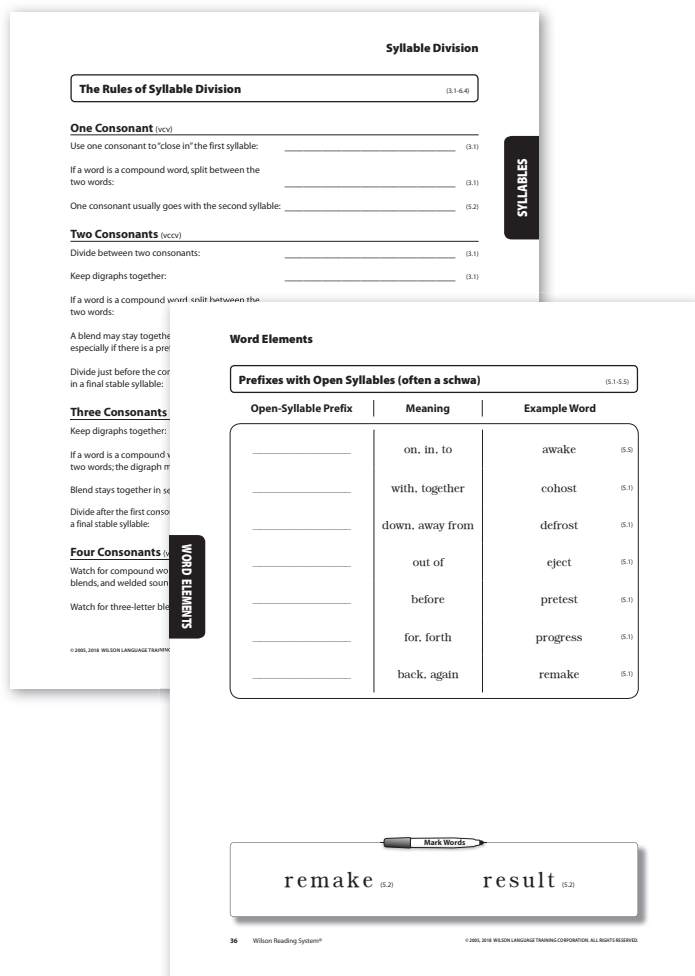 Syllable Division
The Rules of Syllable Division (3.1-6.4)
One Consonant (vcv)
Use one consonant to "close in" the first syllable: (3.1)
If a word is a compound word, split between the
two words: (3.1)
One consonant usually goes with the second syllable: (5.2)
Two Consonants (vccv)
Divide between two consonants: (3.1)
Keep digraphs together: (3.1)
If a word is a compound word, split between the
two words:
A blend may stay togethe
especially if there is a pre
Divide just before the cor
in a final stable syllable:
Three Consonants
Keep digraphs together:
If a word is a compound
two words; the digraph m
Blend stays together in se
Divide after the first conso
a final stable syllable:
Four Consonants (v
Watch for compound wo
blends, and welded soun
Watch for three-letter ble
© 2005, 2018 WILSON LANGUAGE TRAINING
SYLLABLES
Word Elements
Prefixes with Open Syllables (often a schwa) (5.1-5.5)
Open-Syllable Prefix Meaning Example Word
on, in, to awake (5.5)
with, together cohost (5.1)
down, away from defrost (5.1)
out of eject (5.1)
before pretest (5.1)
for, forth progress (5.1)
back, again remake (5.1)
WORD ELEMENTS
Mark Words
remake (5.2) result (5.2)
36 Wilson Reading System®
© 2005, 2018 WILSON LANGUAGE TRAINING CORPORATION. ALL RIGHTS RESERVED.